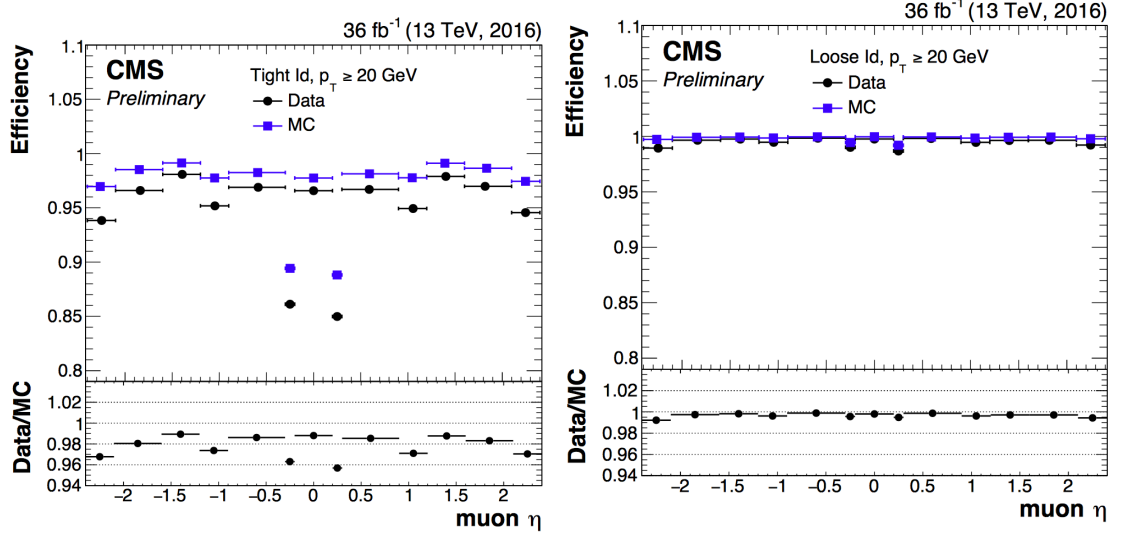 36 fb⁻¹ (13 TeV, 2016)
Efficiency
CMS
Preliminary
Tight Id, p_T ≥ 20 GeV
Data
MC
1.1
1.05
1
0.95
0.9
0.85
0.8
Data/MC
1.02
1
0.98
0.96
0.94
−2 −1.5 −1 −0.5 0 0.5 1 1.5 2
muon η
36 fb⁻¹ (13 TeV, 2016)
Efficiency
CMS
Preliminary
Loose Id, p_T ≥ 20 GeV
Data
MC
1.1
1.05
1
0.95
0.9
0.85
0.8
Data/MC
1.02
1
0.98
0.96
0.94
−2 −1.5 −1 −0.5 0 0.5 1 1.5 2
muon η